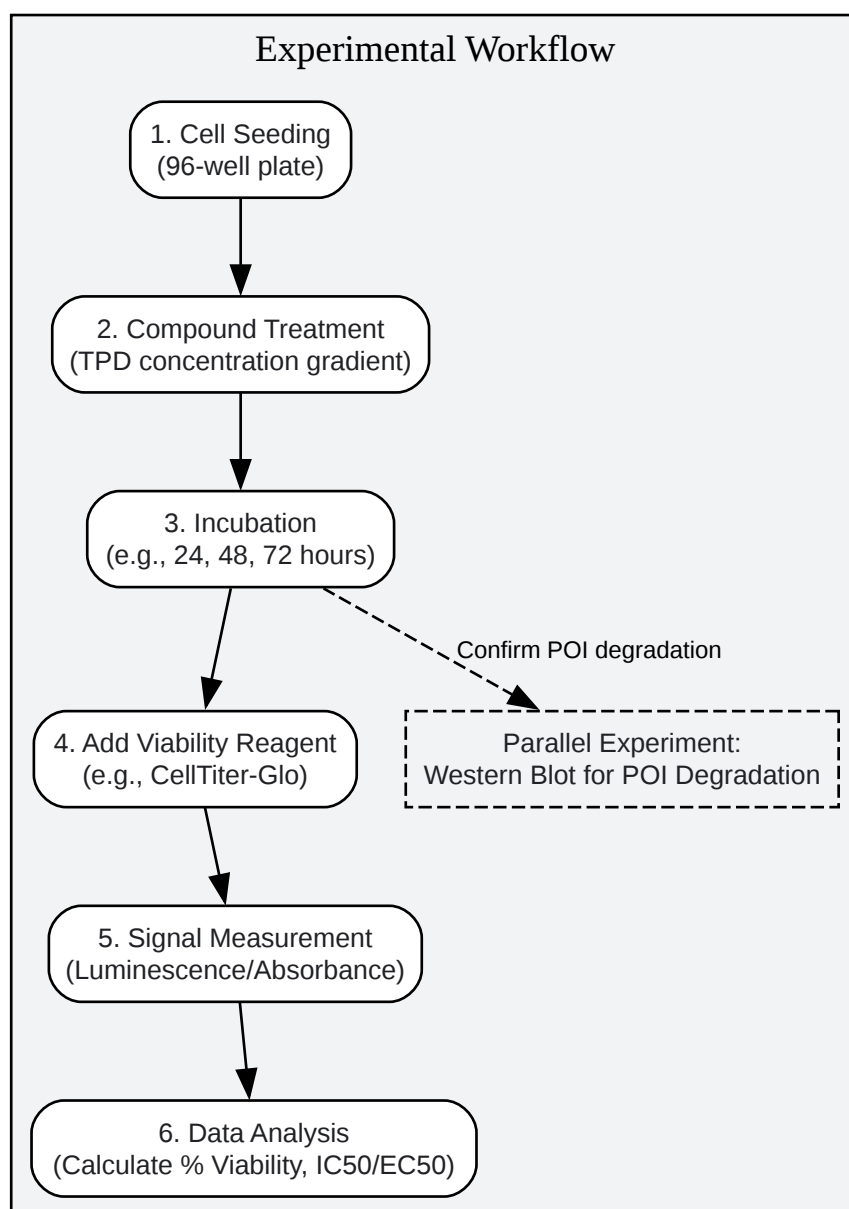 Experimental Workflow
1. Cell Seeding
(96-well plate)
2. Compound Treatment
(TPD concentration gradient)
3. Incubation
(e.g., 24, 48, 72 hours)
Confirm POI degradation
4. Add Viability Reagent
(e.g., CellTiter-Glo)
Parallel Experiment:
Western Blot for POI Degradation
5. Signal Measurement
(Luminescence/Absorbance)
6. Data Analysis
(Calculate % Viability, IC50/EC50)